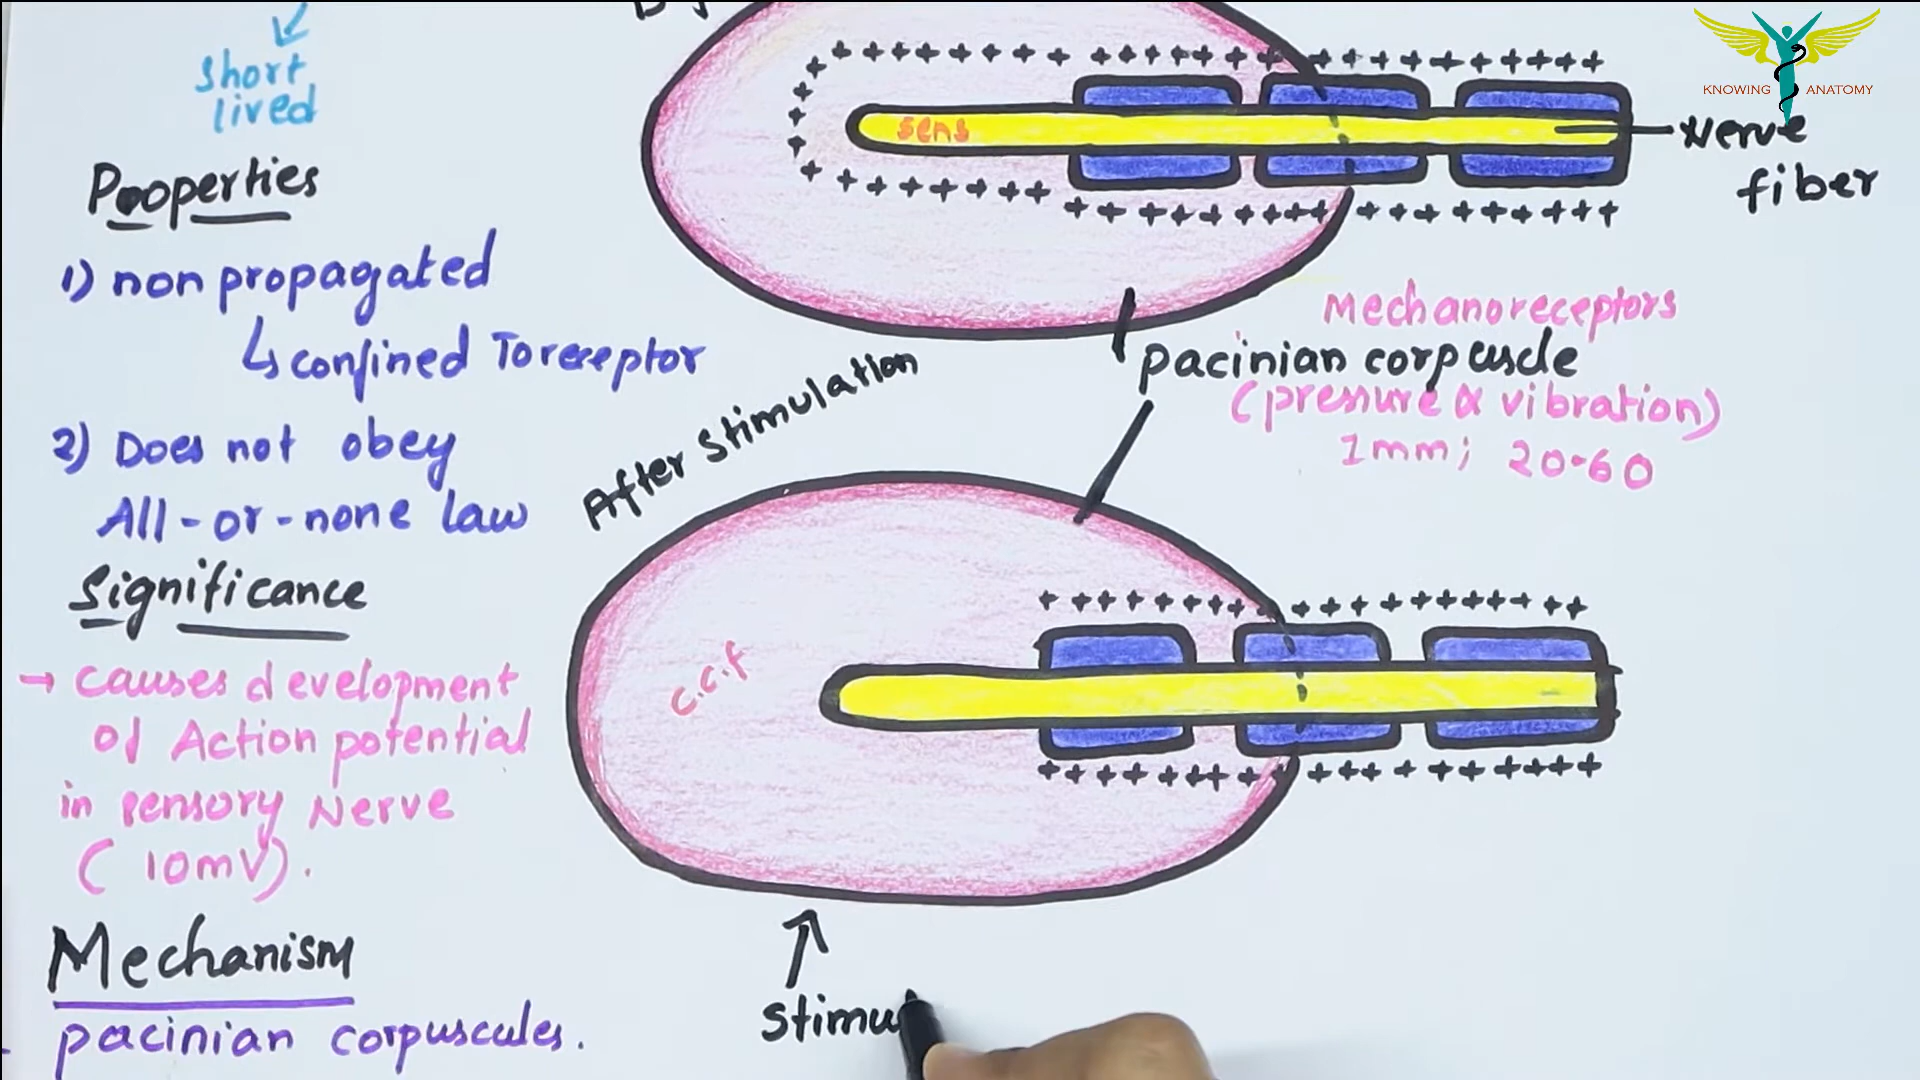 short
lived
Properties
1) non propagated
↳ confined To receptor
2) Does not obey
All-or-none law
Significance
→ causes development
of Action potential
in sensory Nerve
(10mV).
Mechanism
pacinian corpuscules.
sens
Nerve
fiber
Mechanoreceptors
pacinian corpuscle
(pressure & vibration)
1mm; 20-60
After Stimulation
c.c.f
Stimu
KNOWING ANATOMY